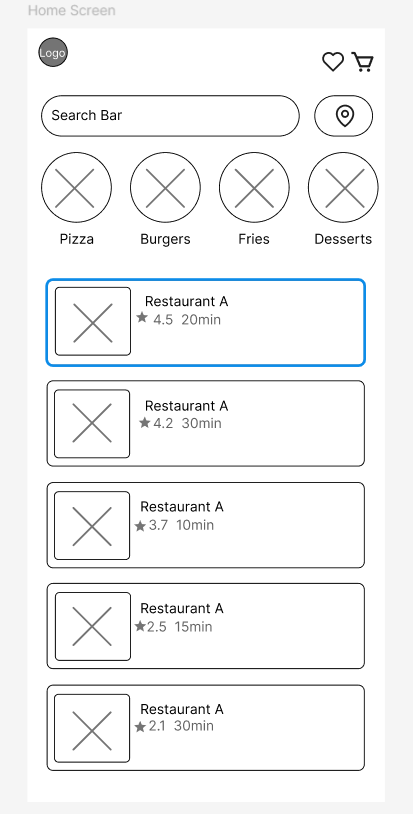 Home Screen
Logo
Search Bar
Pizza Burgers Fries Desserts
Restaurant A
4.5 20min
Restaurant A
4.2 30min
Restaurant A
3.7 10min
Restaurant A
2.5 15min
Restaurant A
2.1 30min